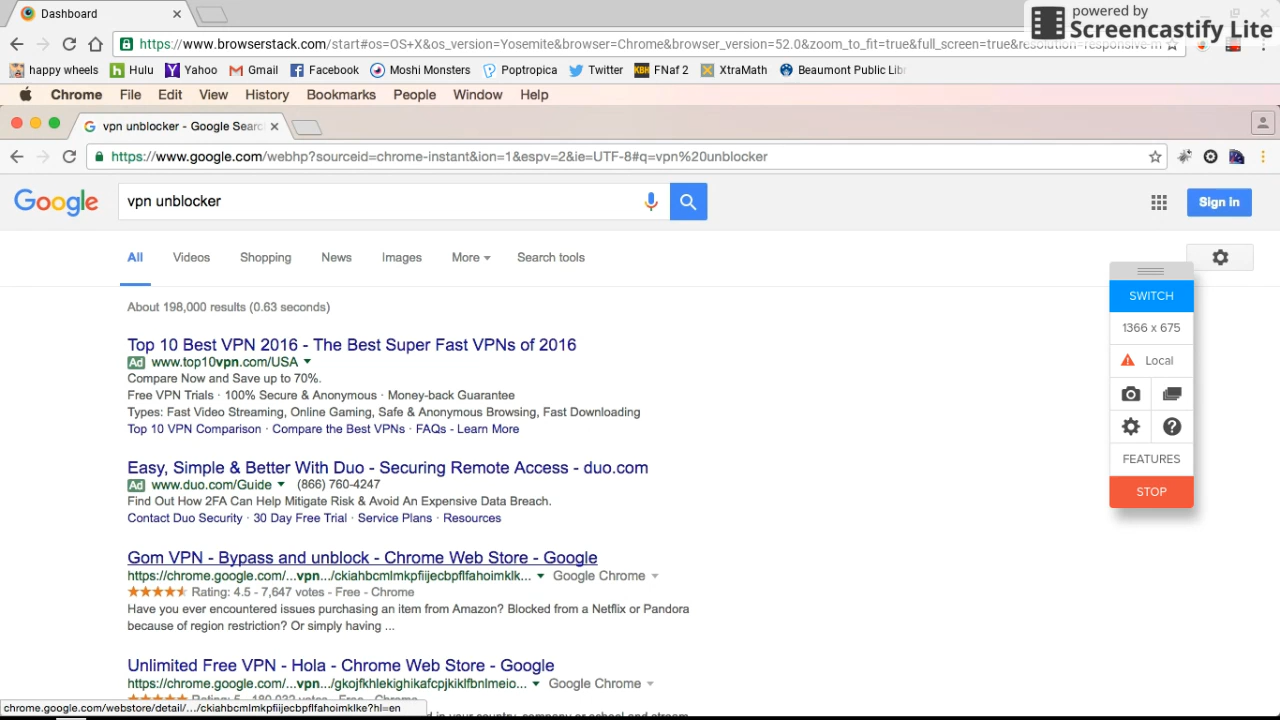 Dashboard
powered by
Screencastify Lite
https://www.browserstack.com/start#os=OS+X&os_version=Yosemite&browser=Chrome&browser_version=52.0&zoom_to_fit=true&full_screen=true&resolution=responsive-m
happy wheels Hulu Yahoo Gmail Facebook Moshi Monsters Poptropica Twitter KBH FNaf 2 XtraMath Beaumont Public Libr
Chrome File Edit View History Bookmarks People Window Help
vpn unblocker - Google Searc
https://www.google.com/webhp?sourceid=chrome-instant&ion=1&espv=2&ie=UTF-8#q=vpn%20unblocker
Google vpn unblocker Sign in
All Videos Shopping News Images More Search tools
About 198,000 results (0.63 seconds)
Top 10 Best VPN 2016 - The Best Super Fast VPNs of 2016
Ad www.top10vpn.com/USA
Compare Now and Save up to 70%.
Free VPN Trials · 100% Secure & Anonymous · Money-back Guarantee
Types: Fast Video Streaming, Online Gaming, Safe & Anonymous Browsing, Fast Downloading
Top 10 VPN Comparison · Compare the Best VPNs · FAQs - Learn More
Easy, Simple & Better With Duo - Securing Remote Access - duo.com
Ad www.duo.com/Guide (866) 760-4247
Find Out How 2FA Can Help Mitigate Risk & Avoid An Expensive Data Breach.
Contact Duo Security · 30 Day Free Trial · Service Plans · Resources
Gom VPN - Bypass and unblock - Chrome Web Store - Google
https://chrome.google.com/...vpn.../ckiahbcmlmkpfiijecbpflfahoimklk... Google Chrome
Rating: 4.5 - 7,647 votes - Free - Chrome
Have you ever encountered issues purchasing an item from Amazon? Blocked from a Netflix or Pandora
because of region restriction? Or simply having ...
Unlimited Free VPN - Hola - Chrome Web Store - Google
https://chrome.google.com/...vpn.../gkojfkhlekighikafcpjkiklfbnlmeio... Google Chrome
chrome.google.com/webstore/detail/.../ckiahbcmlmkpfiijecbpflfahoimklke?hl=en
SWITCH
1366 x 675
Local
FEATURES
STOP